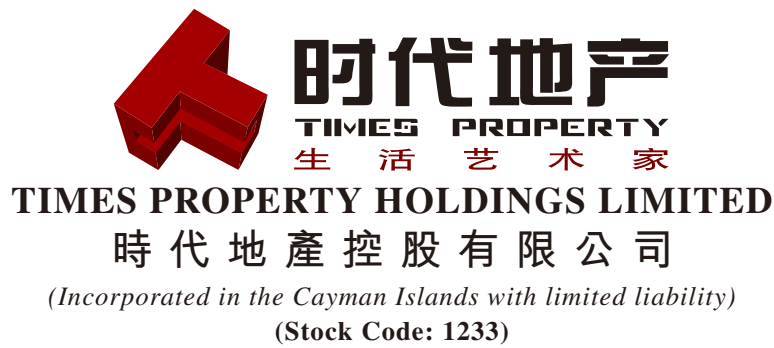 时代地产
TIMES PROPERTY
生活艺术家
TIMES PROPERTY HOLDINGS LIMITED
時代地產控股有限公司
(Incorporated in the Cayman Islands with limited liability)
(Stock Code: 1233)